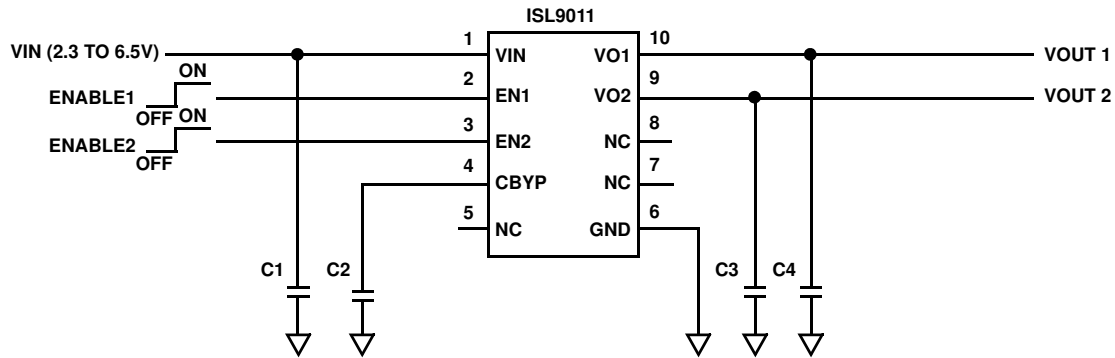 ISL9011
VIN (2.3 TO 6.5V)
1
VIN
VO1
10
VOUT 1
ON
ENABLE1
OFF
2
EN1
VO2
9
VOUT 2
ON
ENABLE2
OFF
3
EN2
NC
8
4
CBYP
NC
7
5
NC
GND
6
C1
C2
C3
C4